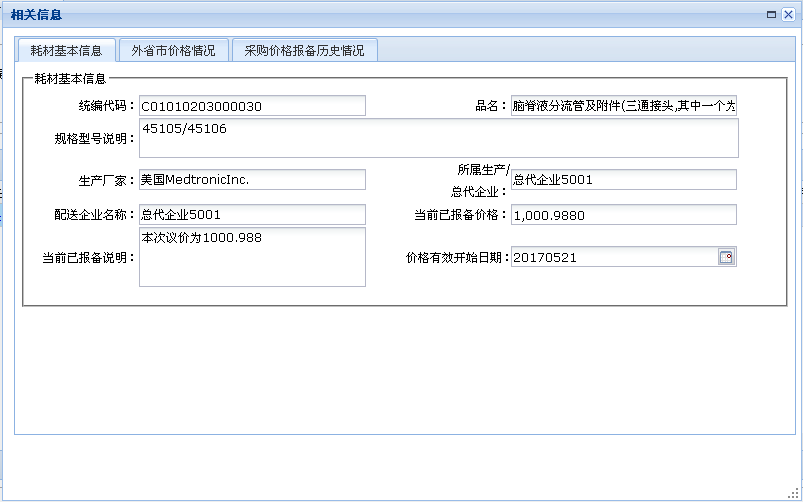 相关信息
耗材基本信息 外省市价格情况 采购价格报备历史情况
耗材基本信息
统编代码： C01010203000030 品名： 脑脊液分流管及附件(三通接头,其中一个为
规格型号说明： 45105/45106
生产厂家： 美国MedtronicInc. 所属生产/
总代企业： 总代企业5001
配送企业名称： 总代企业5001 当前已报备价格： 1,000.9880
当前已报备说明： 本次议价为1000.988 价格有效开始日期： 20170521